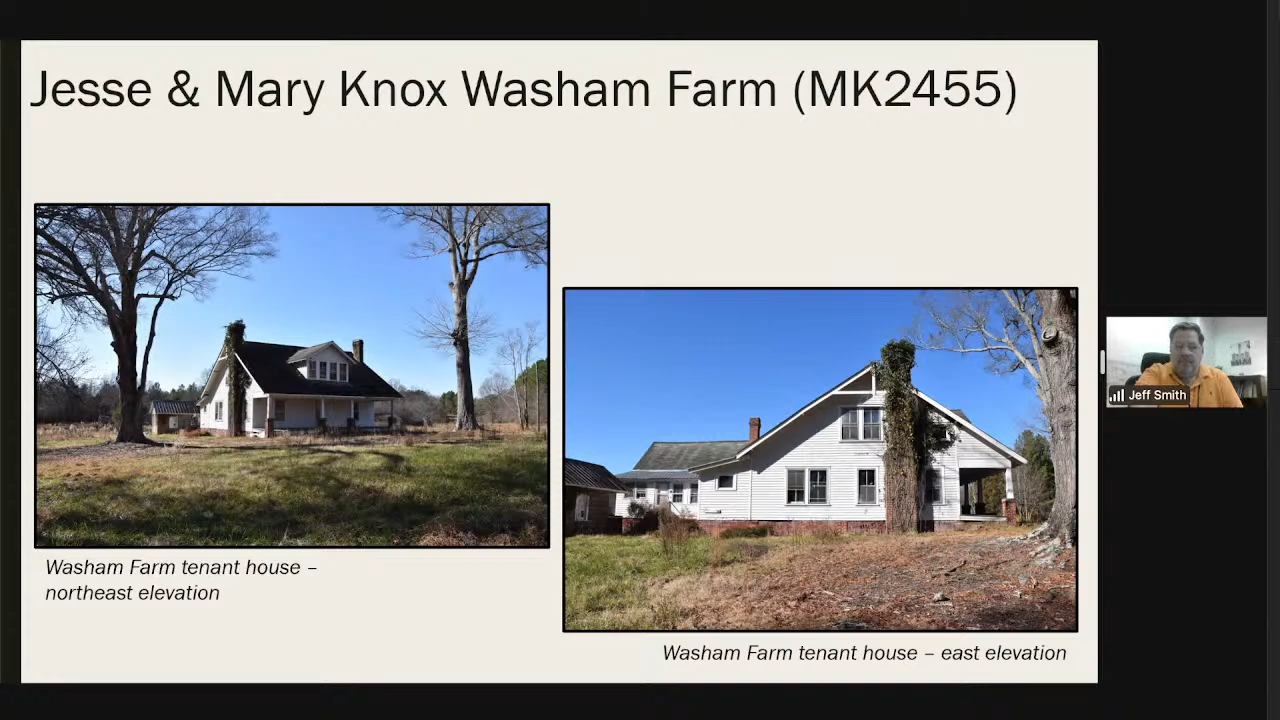 Jesse & Mary Knox Washam Farm (MK2455)
Washam Farm tenant house –
northeast elevation
Washam Farm tenant house – east elevation
Jeff Smith